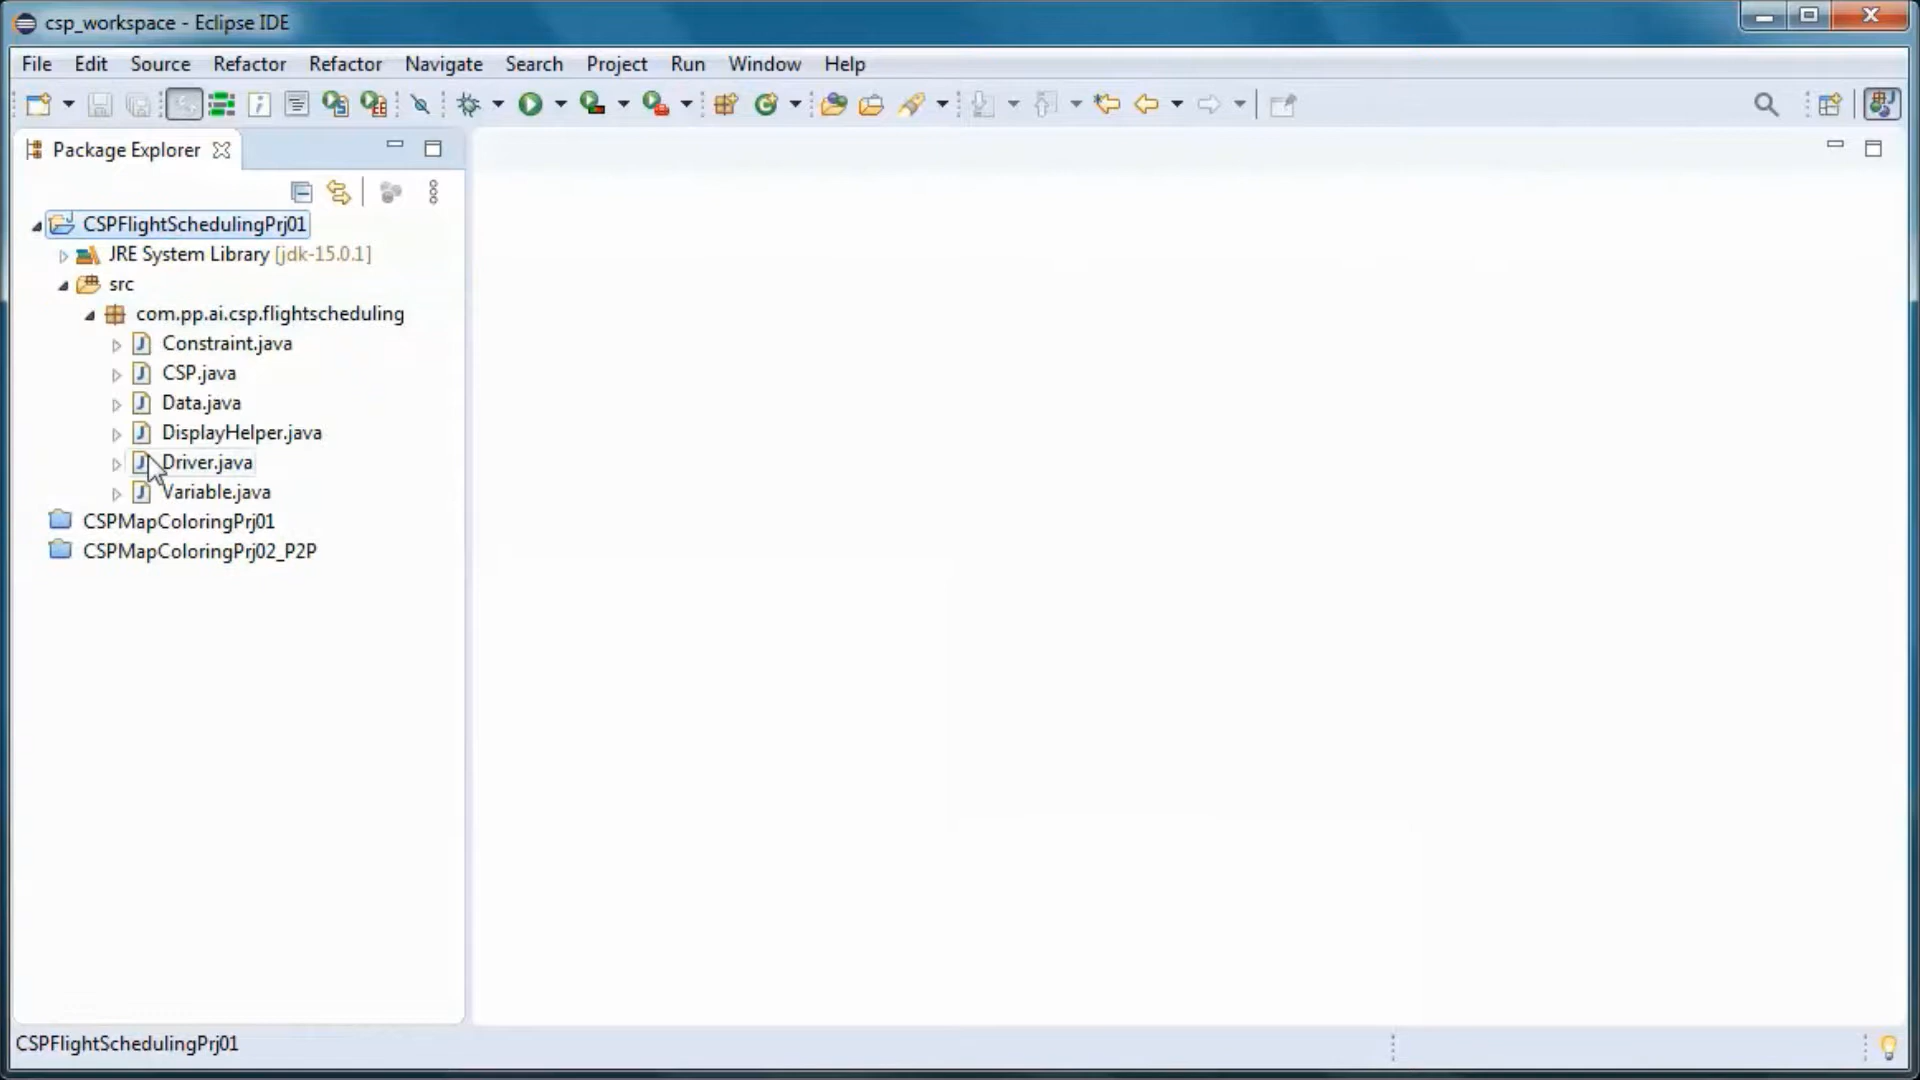 csp_workspace - Eclipse IDE
File Edit Source Refactor Refactor Navigate Search Project Run Window Help
Package Explorer
CSPFlightSchedulingPrj01
JRE System Library [jdk-15.0.1]
src
com.pp.ai.csp.flightscheduling
Constraint.java
CSP.java
Data.java
DisplayHelper.java
Driver.java
Variable.java
CSPMapColoringPrj01
CSPMapColoringPrj02_P2P
CSPFlightSchedulingPrj01